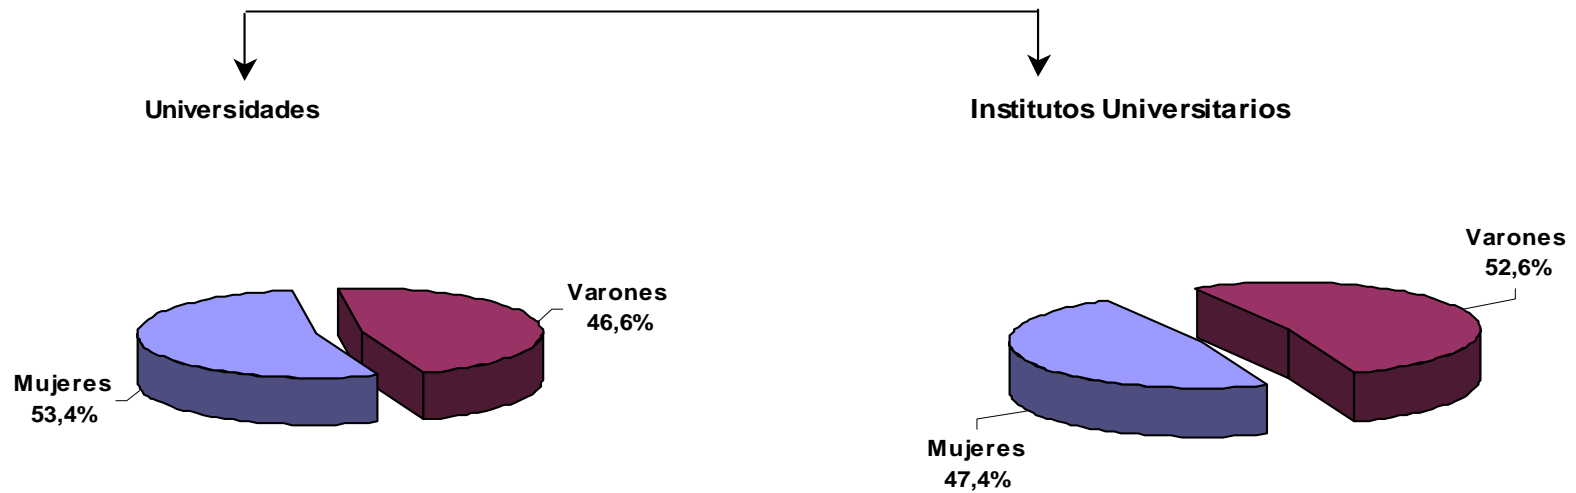 Universidades
Institutos Universitarios
Varones
46,6%
Mujeres
53,4%
Varones
52,6%
Mujeres
47,4%